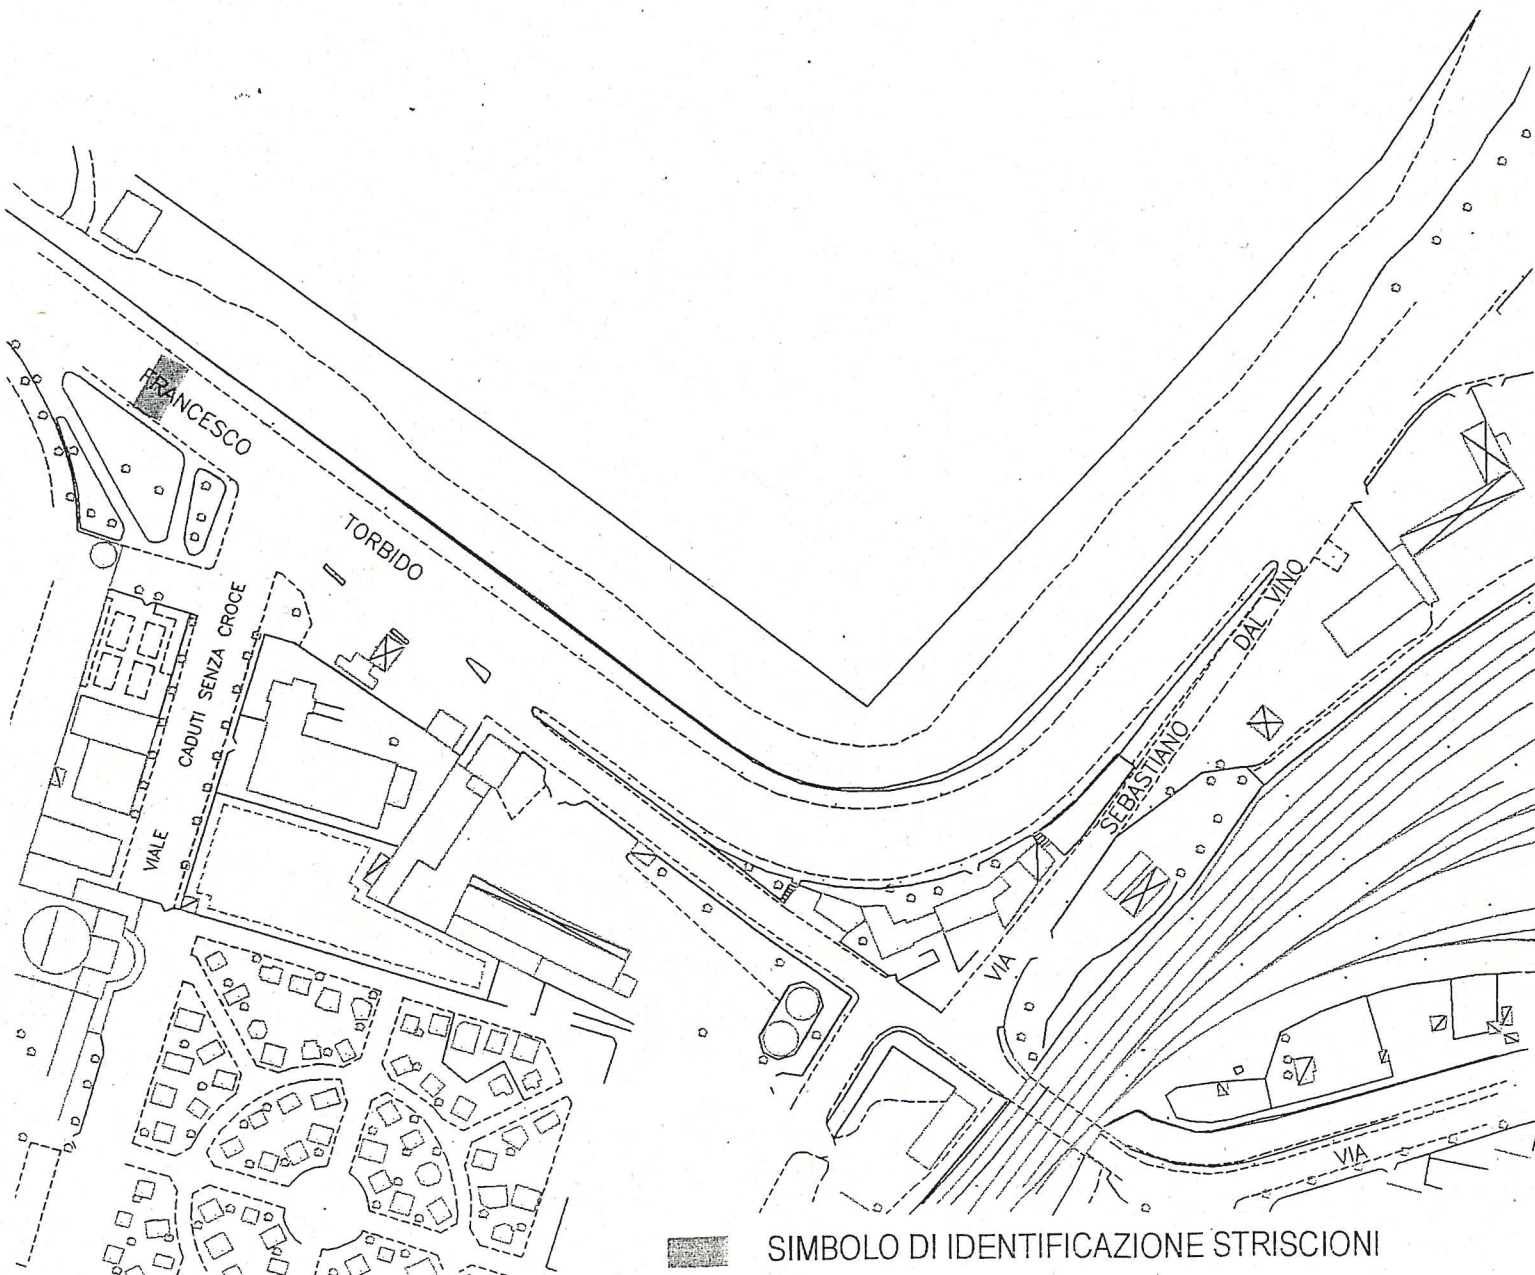 FRANCESCO
TORBIDO
VIALE CADUTI SENZA CROCE
VIA SEBASTIANO DAL VINO
VIA
SIMBOLO DI IDENTIFICAZIONE STRISCIONI